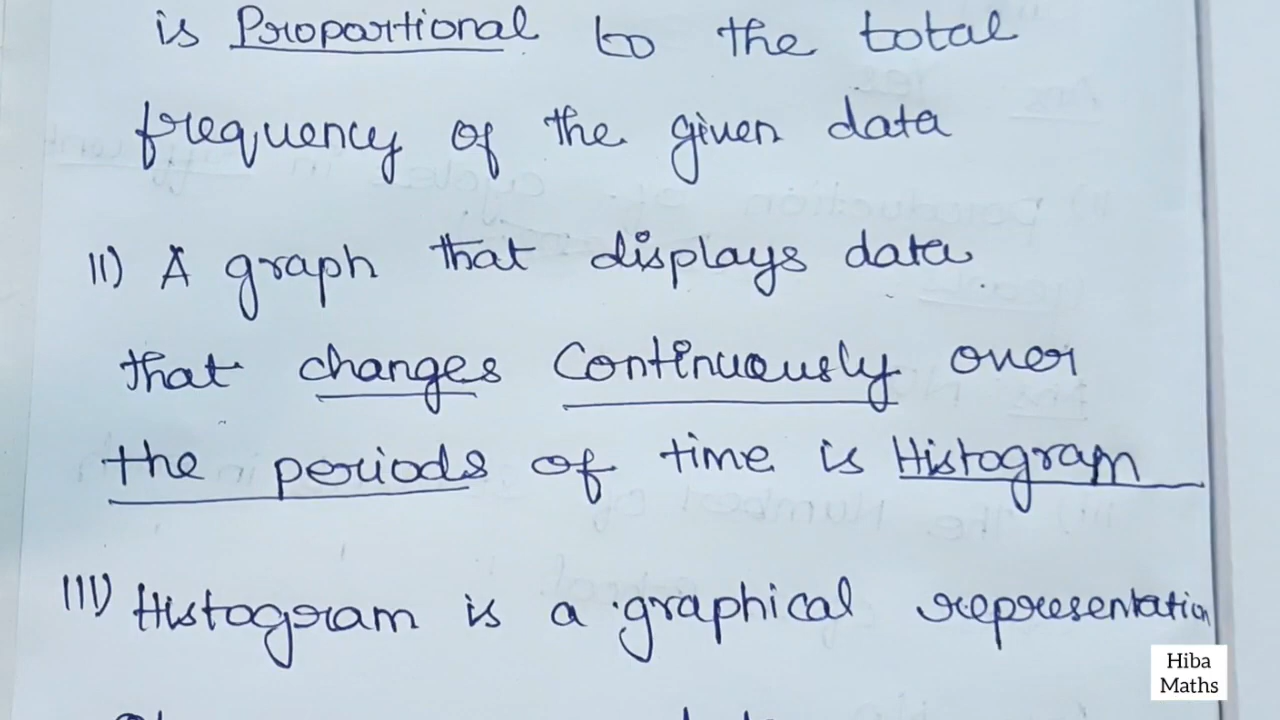 is Proportional to the total
frequency of the given data
II) A graph that displays data
that changes Continuously over
the periods of time is Histogram
III) Histogram is a graphical representation
Hiba
Maths